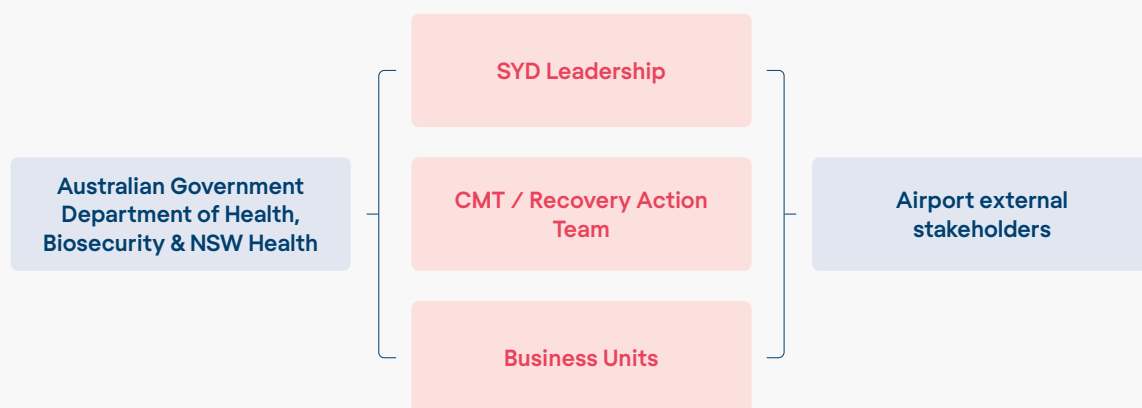 SYD Leadership
Australian Government
Department of Health,
Biosecurity & NSW Health
CMT / Recovery Action
Team
Airport external
stakeholders
Business Units